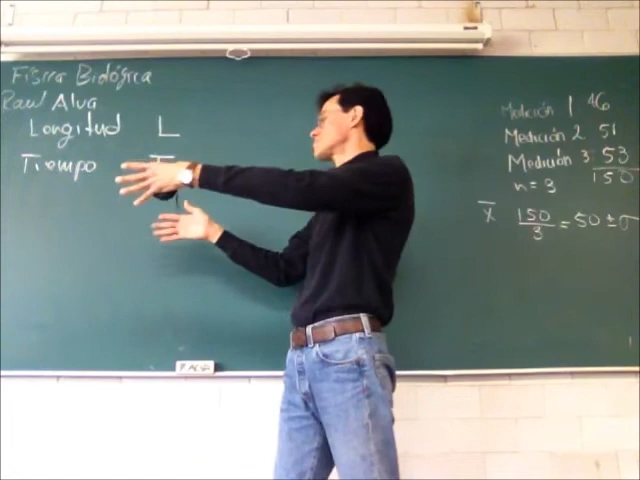 Física Biológica
Raul Alva
Longitud L
Tiempo T
Medición 1 46
Medición 2 51
Medición 3 53
150
n = 3
x̄ 150/3 = 50 ± σ